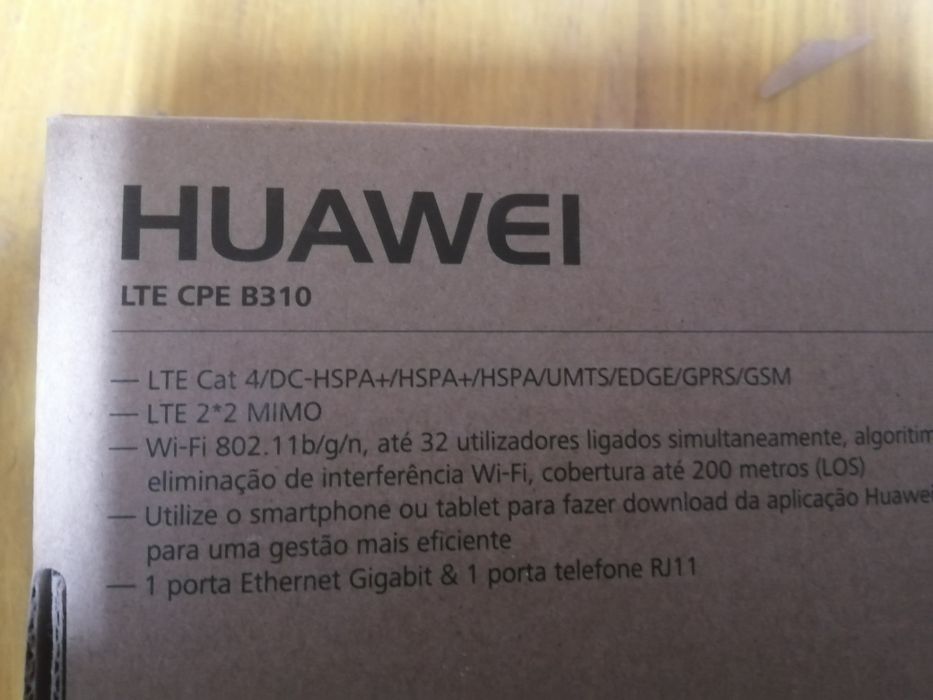 HUAWEI
LTE CPE B310
— LTE Cat 4/DC-HSPA+/HSPA+/HSPA/UMTS/EDGE/GPRS/GSM
— LTE 2*2 MIMO
— Wi-Fi 802.11b/g/n, até 32 utilizadores ligados simultaneamente,
eliminação de interferência Wi-Fi, cobertura até 200 metros (LOS)
— Utilize o smartphone ou tablet para fazer download da aplicação Huawei
para uma gestão mais eficiente
— 1 porta Ethernet Gigabit & 1 porta telefone RJ11